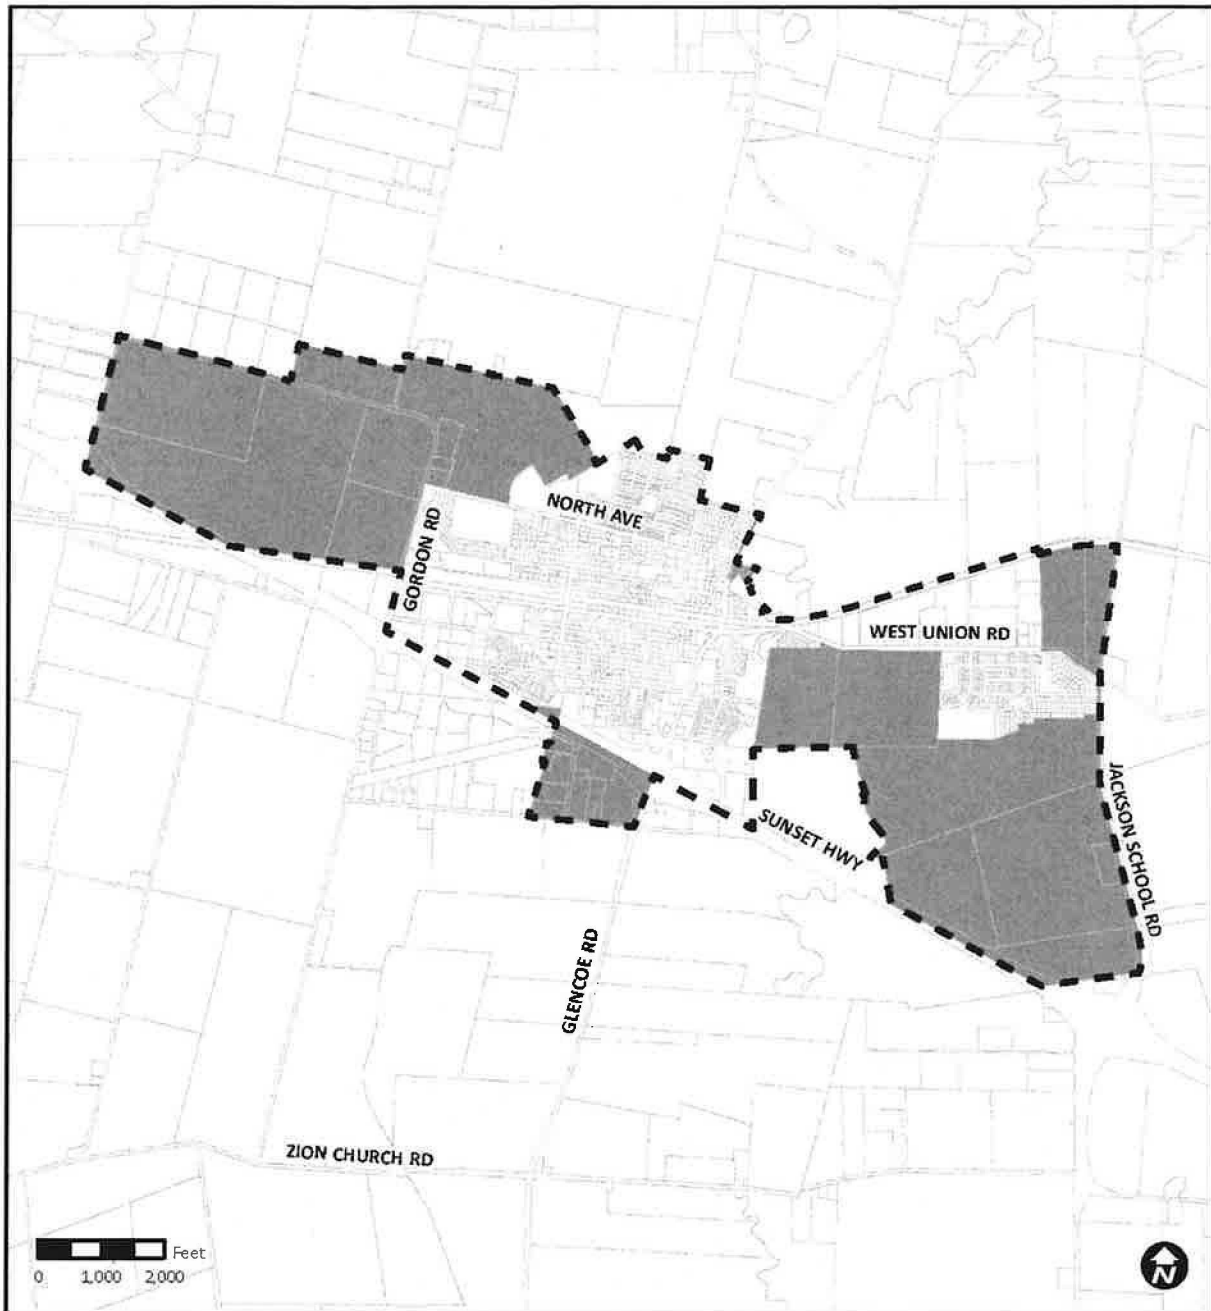 NORTH AVE
GORDON RD
WEST UNION RD
JACKSON SCHOOL RD
SUNSET HWY
GLENCOE RD
ZION CHURCH RD
Feet
0 1,000 2,000
N